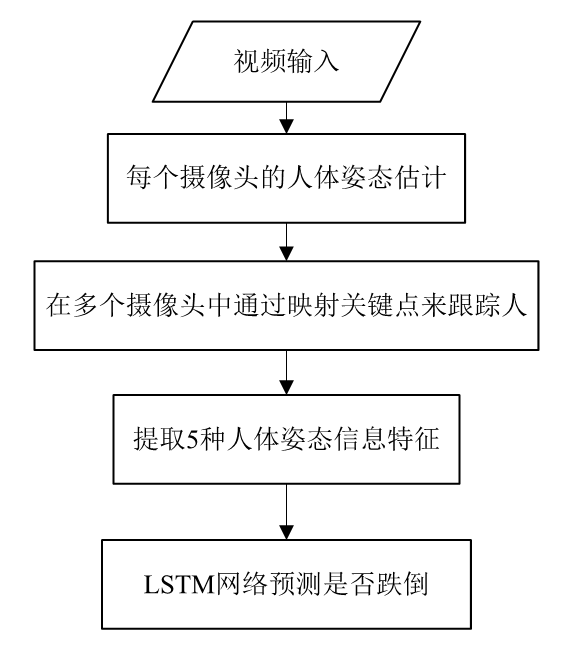 视频输入
每个摄像头的人体姿态估计
在多个摄像头中通过映射关键点来跟踪人
提取5种人体姿态信息特征
LSTM网络预测是否跌倒